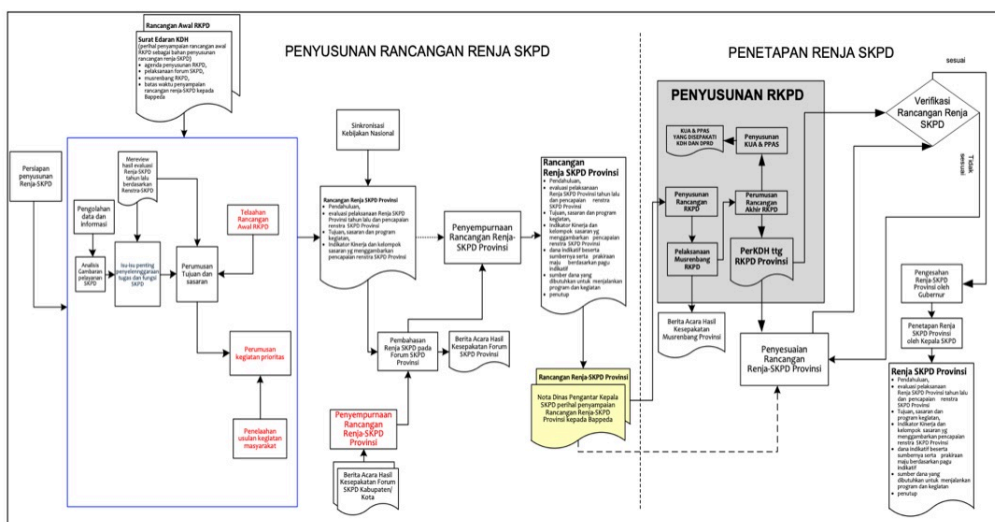 Rancangan Awal RKPD
Surat Edaran KDH
(perihal penyampaian rancangan awal
RKPD sebagai bahan penyusunan
rancangan renja SKPD)
• agenda penyusunan RKPD,
• pelaksanaan forum SKPD,
• musrenbang RKPD,
• batas waktu penyampaian
rancangan renja-SKPD kepada
Bappeda
PENYUSUNAN RANCANGAN RENJA SKPD
Persiapan
penyusunan
Renja-SKPD
Mereview
hasil evaluasi
Renja-SKPD
tahun lalu
berdasarkan
Renstra-SKPD
Pengolahan
data dan
informasi
Telaahan
Rancangan
Awal RKPD
Analisis
Gambaran
pelayanan
SKPD
Isu-isu penting
penyelenggaraan
tugas dan fungsi
SKPD
Perumusan
Tujuan dan
sasaran
Perumusan
kegiatan prioritas
Penelaahan
usulan kegiatan
masyarakat
Sinkronisasi
Kebijakan Nasional
Rancangan Renja SKPD Provinsi
• Pendahuluan,
• evaluasi pelaksanaan
Renja SKPD Provinsi tahun lalu
dan pencapaian renstra
SKPD Provinsi
• Tujuan, sasaran dan program
kegiatan,
• Indikator Kinerja dan kelompok
sasaran yg menggambarkan
pencapaian renstra SKPD Provinsi
Penyempurnaan
Rancangan Renja-
SKPD Provinsi
Pembahasan
Renja SKPD pada
Forum SKPD
Provinsi
Berita Acara Hasil
Kesepakatan Forum
SKPD Provinsi
Penyempurnaan
Rancangan
Renja-SKPD
Provinsi
Berita Acara Hasil
Kesepakatan Forum
SKPD Kabupaten/
Kota
Rancangan
Renja SKPD Provinsi
• Pendahuluan,
• evaluasi pelaksanaan
Renja SKPD Provinsi tahun lalu
dan pencapaian renstra
SKPD Provinsi
• Tujuan, sasaran dan program
kegiatan,
• Indikator Kinerja dan kelompok
sasaran yg menggambarkan
pencapaian renstra SKPD
Provinsi
• dana indikatif beserta
sumbernya serta prakiraan
maju berdasarkan pagu
indikatif
• sumber dana yang
dibutuhkan untuk menjalankan
program dan kegiatan
• penutup
Rancangan Renja-SKPD Provinsi
Nota Dinas Pengantar Kepala
SKPD perihal penyampaian
Rancangan Renja-SKPD
Provinsi kepada Bappeda
PENETAPAN RENJA SKPD
PENYUSUNAN RKPD
KUA & PPAS
YANG DISEPAKATI
KDH DAN DPRD
Penyusunan
KUA & PPAS
Penyusunan
Rancangan
RKPD
Perumusan
Rancangan
Akhir RKPD
Pelaksanaan
Musrenbang
RKPD
PerKDH ttg
RKPD Provinsi
Berita Acara Hasil
Kesepakatan
Musrenbang Provinsi
Penyesuaian
Rancangan
Renja-SKPD Provinsi
Verifikasi
Rancangan Renja
SKPD
sesuai
Tidak
sesuai
Pengesahan
Renja-SKPD
Provinsi oleh
Gubernur
Penetapan Renja
SKPD Provinsi
oleh Kepala SKPD
Renja SKPD Provinsi
• Pendahuluan,
• evaluasi pelaksanaan
Renja SKPD Provinsi tahun lalu
dan pencapaian renstra
SKPD Provinsi
• Tujuan, sasaran dan program
kegiatan,
• Indikator Kinerja dan
kelompok sasaran yg
menggambarkan pencapaian
renstra SKPD Provinsi
• dana indikatif beserta
sumbernya serta prakiraan
maju berdasarkan pagu
indikatif
• sumber dana yang
dibutuhkan untuk menjalankan
program dan kegiatan
• penutup